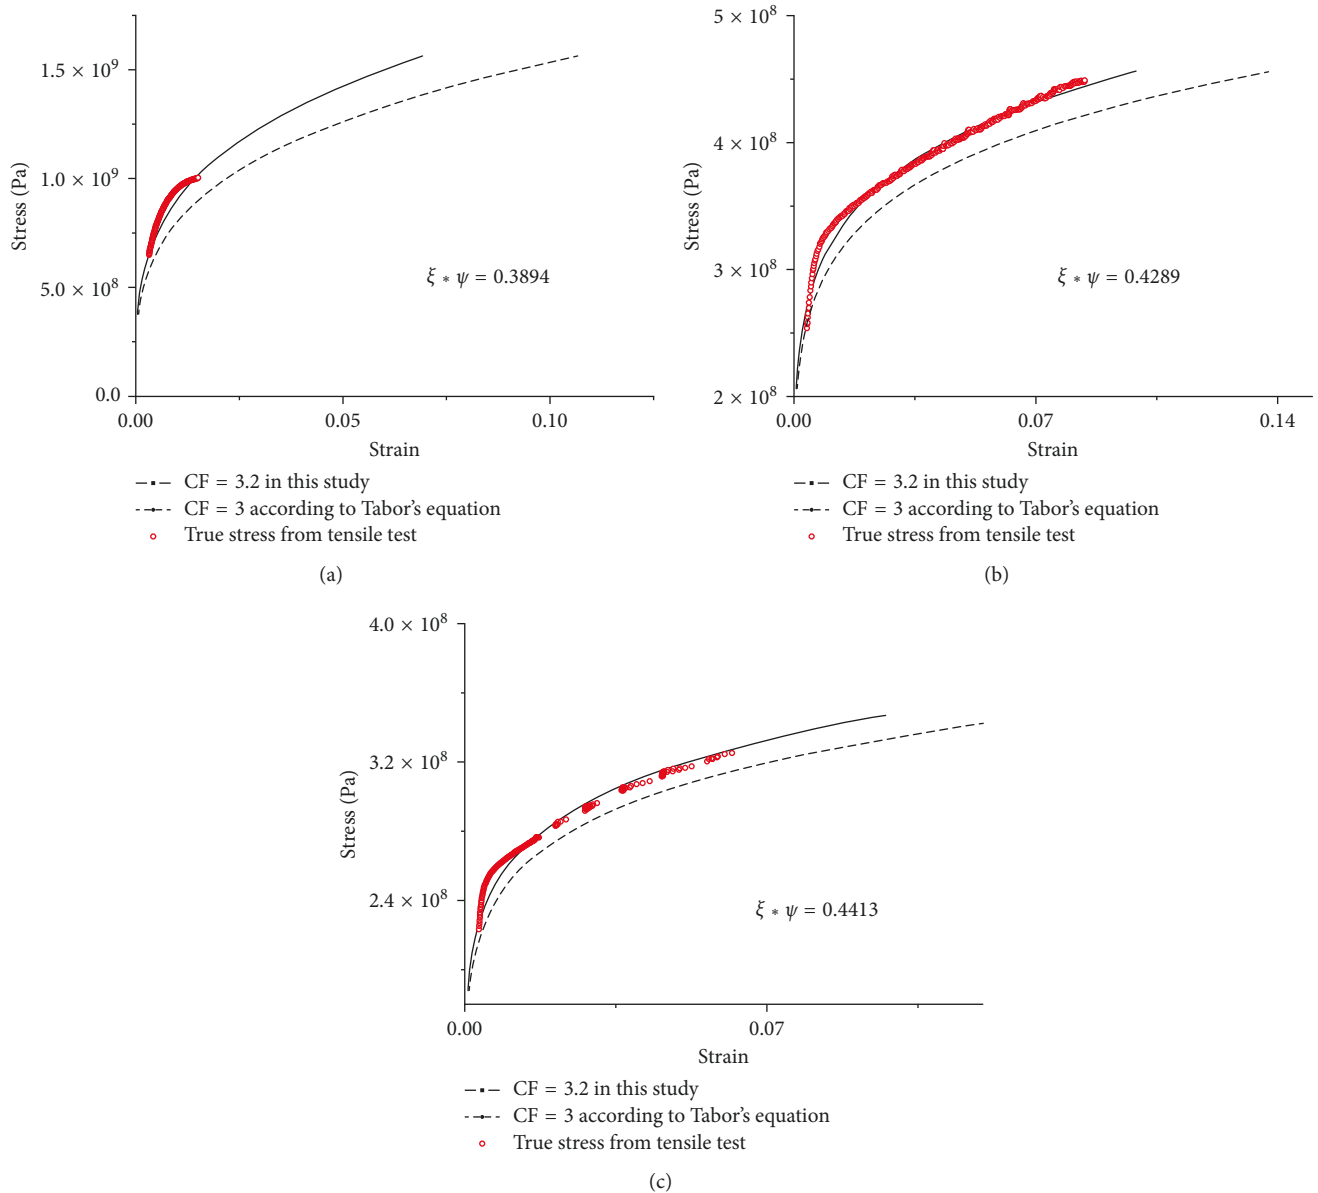 1.5 × 10⁹
1.0 × 10⁹
5.0 × 10⁸
0.0
Stress (Pa)
ξ * ψ = 0.3894
0.00
0.05
0.10
Strain
CF = 3.2 in this study
CF = 3 according to Tabor's equation
True stress from tensile test
(a)
5 × 10⁸
4 × 10⁸
3 × 10⁸
2 × 10⁸
Stress (Pa)
ξ * ψ = 0.4289
0.00
0.07
0.14
Strain
CF = 3.2 in this study
CF = 3 according to Tabor's equation
True stress from tensile test
(b)
4.0 × 10⁸
3.2 × 10⁸
2.4 × 10⁸
Stress (Pa)
ξ * ψ = 0.4413
0.00
0.07
Strain
CF = 3.2 in this study
CF = 3 according to Tabor's equation
True stress from tensile test
(c)